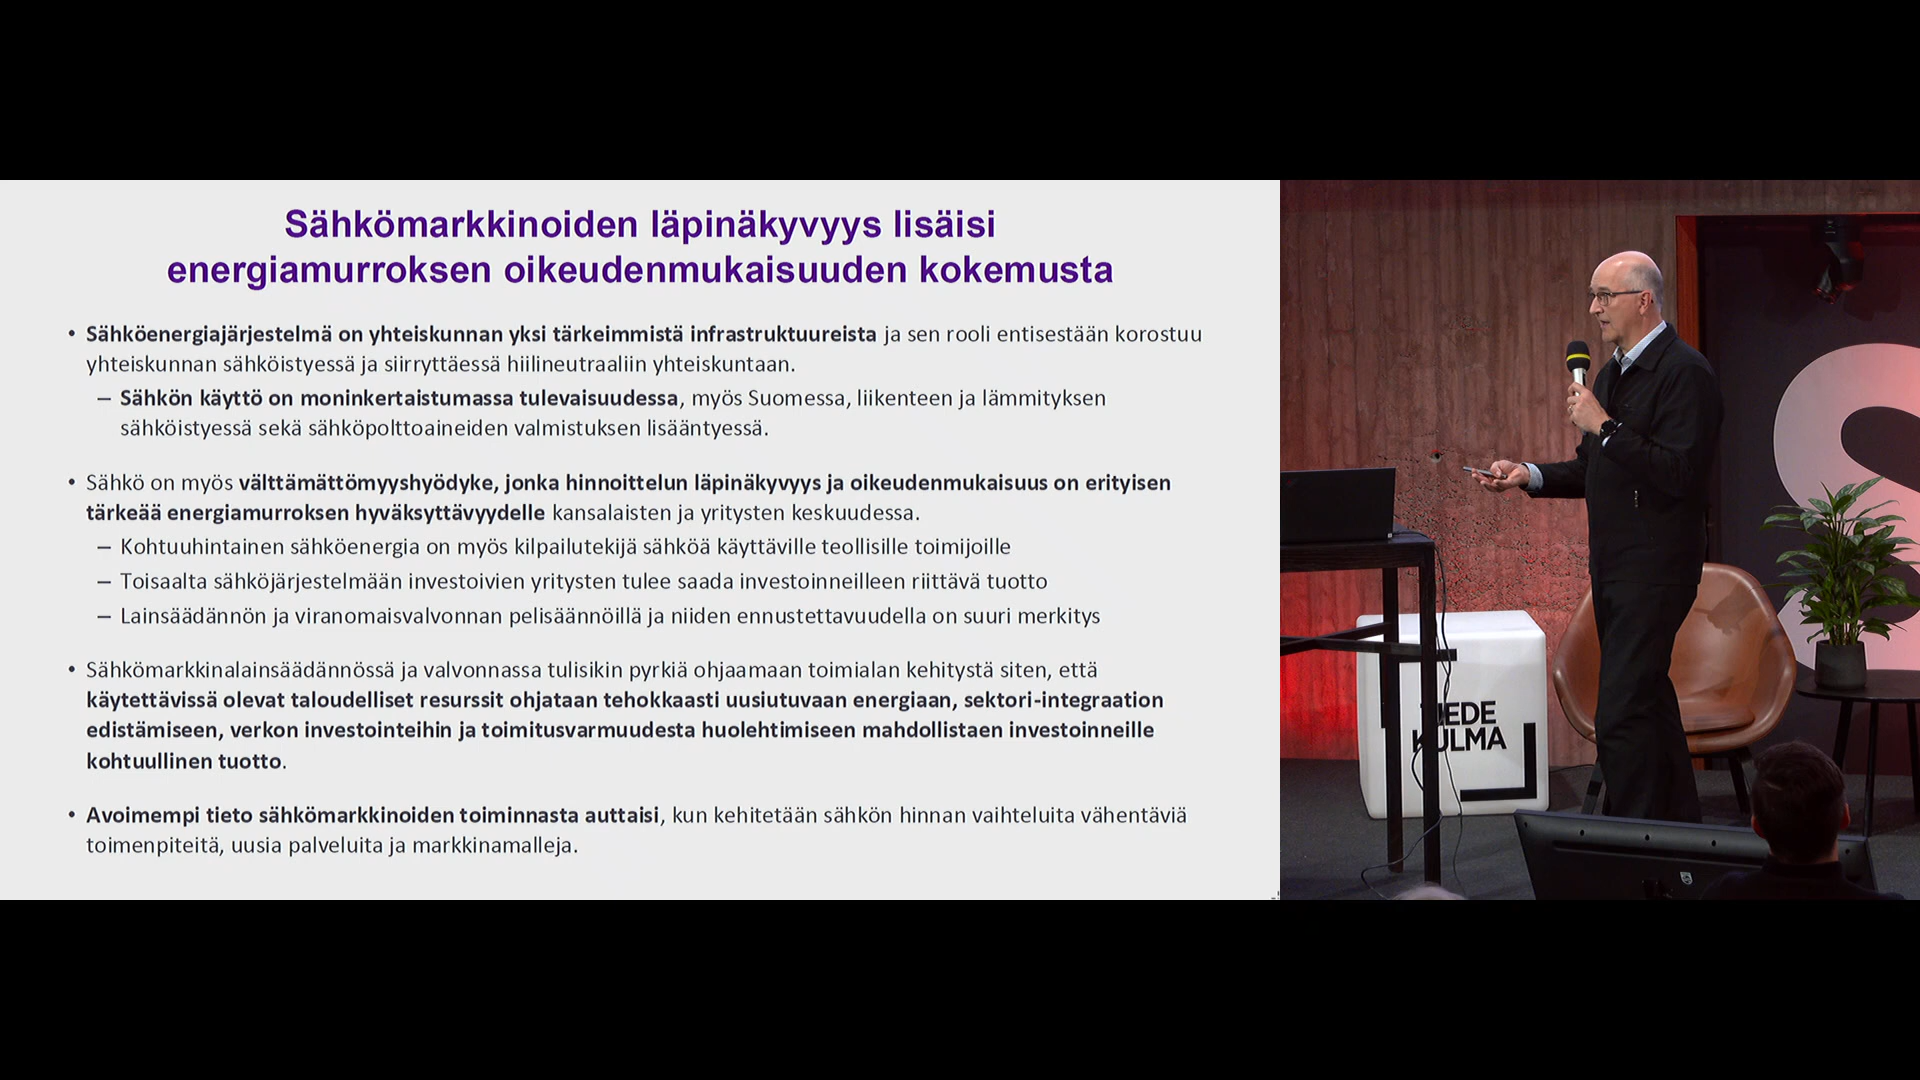 Sähkömarkkinoiden läpinäkyvyys lisäisi
energiamurroksen oikeudenmukaisuuden kokemusta
• Sähköenergiajärjestelmä on yhteiskunnan yksi tärkeimmistä infrastruktuureista ja sen rooli entisestään korostuu
yhteiskunnan sähköistyessä ja siirryttäessä hiilineutraaliin yhteiskuntaan.
– Sähkön käyttö on moninkertaistumassa tulevaisuudessa, myös Suomessa, liikenteen ja lämmityksen
sähköistyessä sekä sähköpolttoaineiden valmistuksen lisääntyessä.
• Sähkö on myös välttämättömyyshyödyke, jonka hinnoittelun läpinäkyvyys ja oikeudenmukaisuus on erityisen
tärkeää energiamurroksen hyväksyttävyydelle kansalaisten ja yritysten keskuudessa.
– Kohtuuhintainen sähköenergia on myös kilpailutekijä sähköä käyttäville teollisille toimijoille
– Toisaalta sähköjärjestelmään investoivien yritysten tulee saada investoinneilleen riittävä tuotto
– Lainsäädännön ja viranomaisvalvonnan pelisäännöillä ja niiden ennustettavuudella on suuri merkitys
• Sähkömarkkinalainsäädännössä ja valvonnassa tulisikin pyrkiä ohjaamaan toimialan kehitystä siten, että
käytettävissä olevat taloudelliset resurssit ohjataan tehokkaasti uusiutuvaan energiaan, sektori-integraation
edistämiseen, verkon investointeihin ja toimitusvarmuudesta huolehtimiseen mahdollistaen investoinneille
kohtuullinen tuotto.
• Avoimempi tieto sähkömarkkinoiden toiminnasta auttaisi, kun kehitetään sähkön hinnan vaihteluita vähentäviä
toimenpiteitä, uusia palveluita ja markkinamalleja.
TIEDE
KULMA